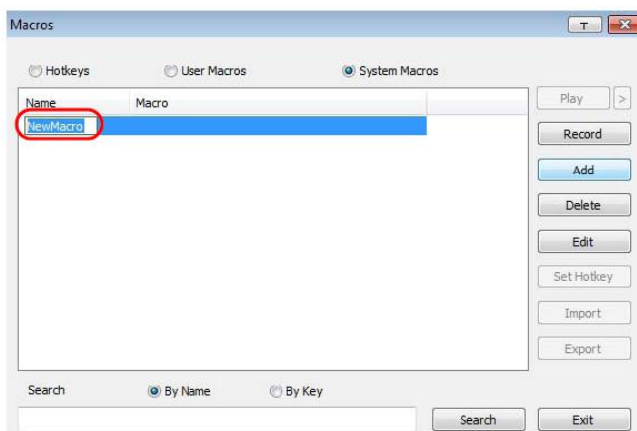 Macros
T
Hotkeys User Macros System Macros
Name Macro
NewMacro
Play >
Record
Add
Delete
Edit
Set Hotkey
Import
Export
Search By Name By Key
Search Exit